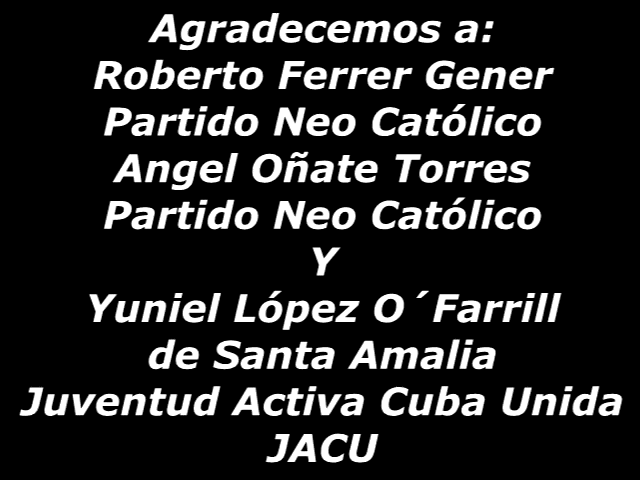 Agradecemos a:
Roberto Ferrer Gener
Partido Neo Católico
Angel Oñate Torres
Partido Neo Católico
Y
Yuniel López O´Farrill
de Santa Amalia
Juventud Activa Cuba Unida
JACU